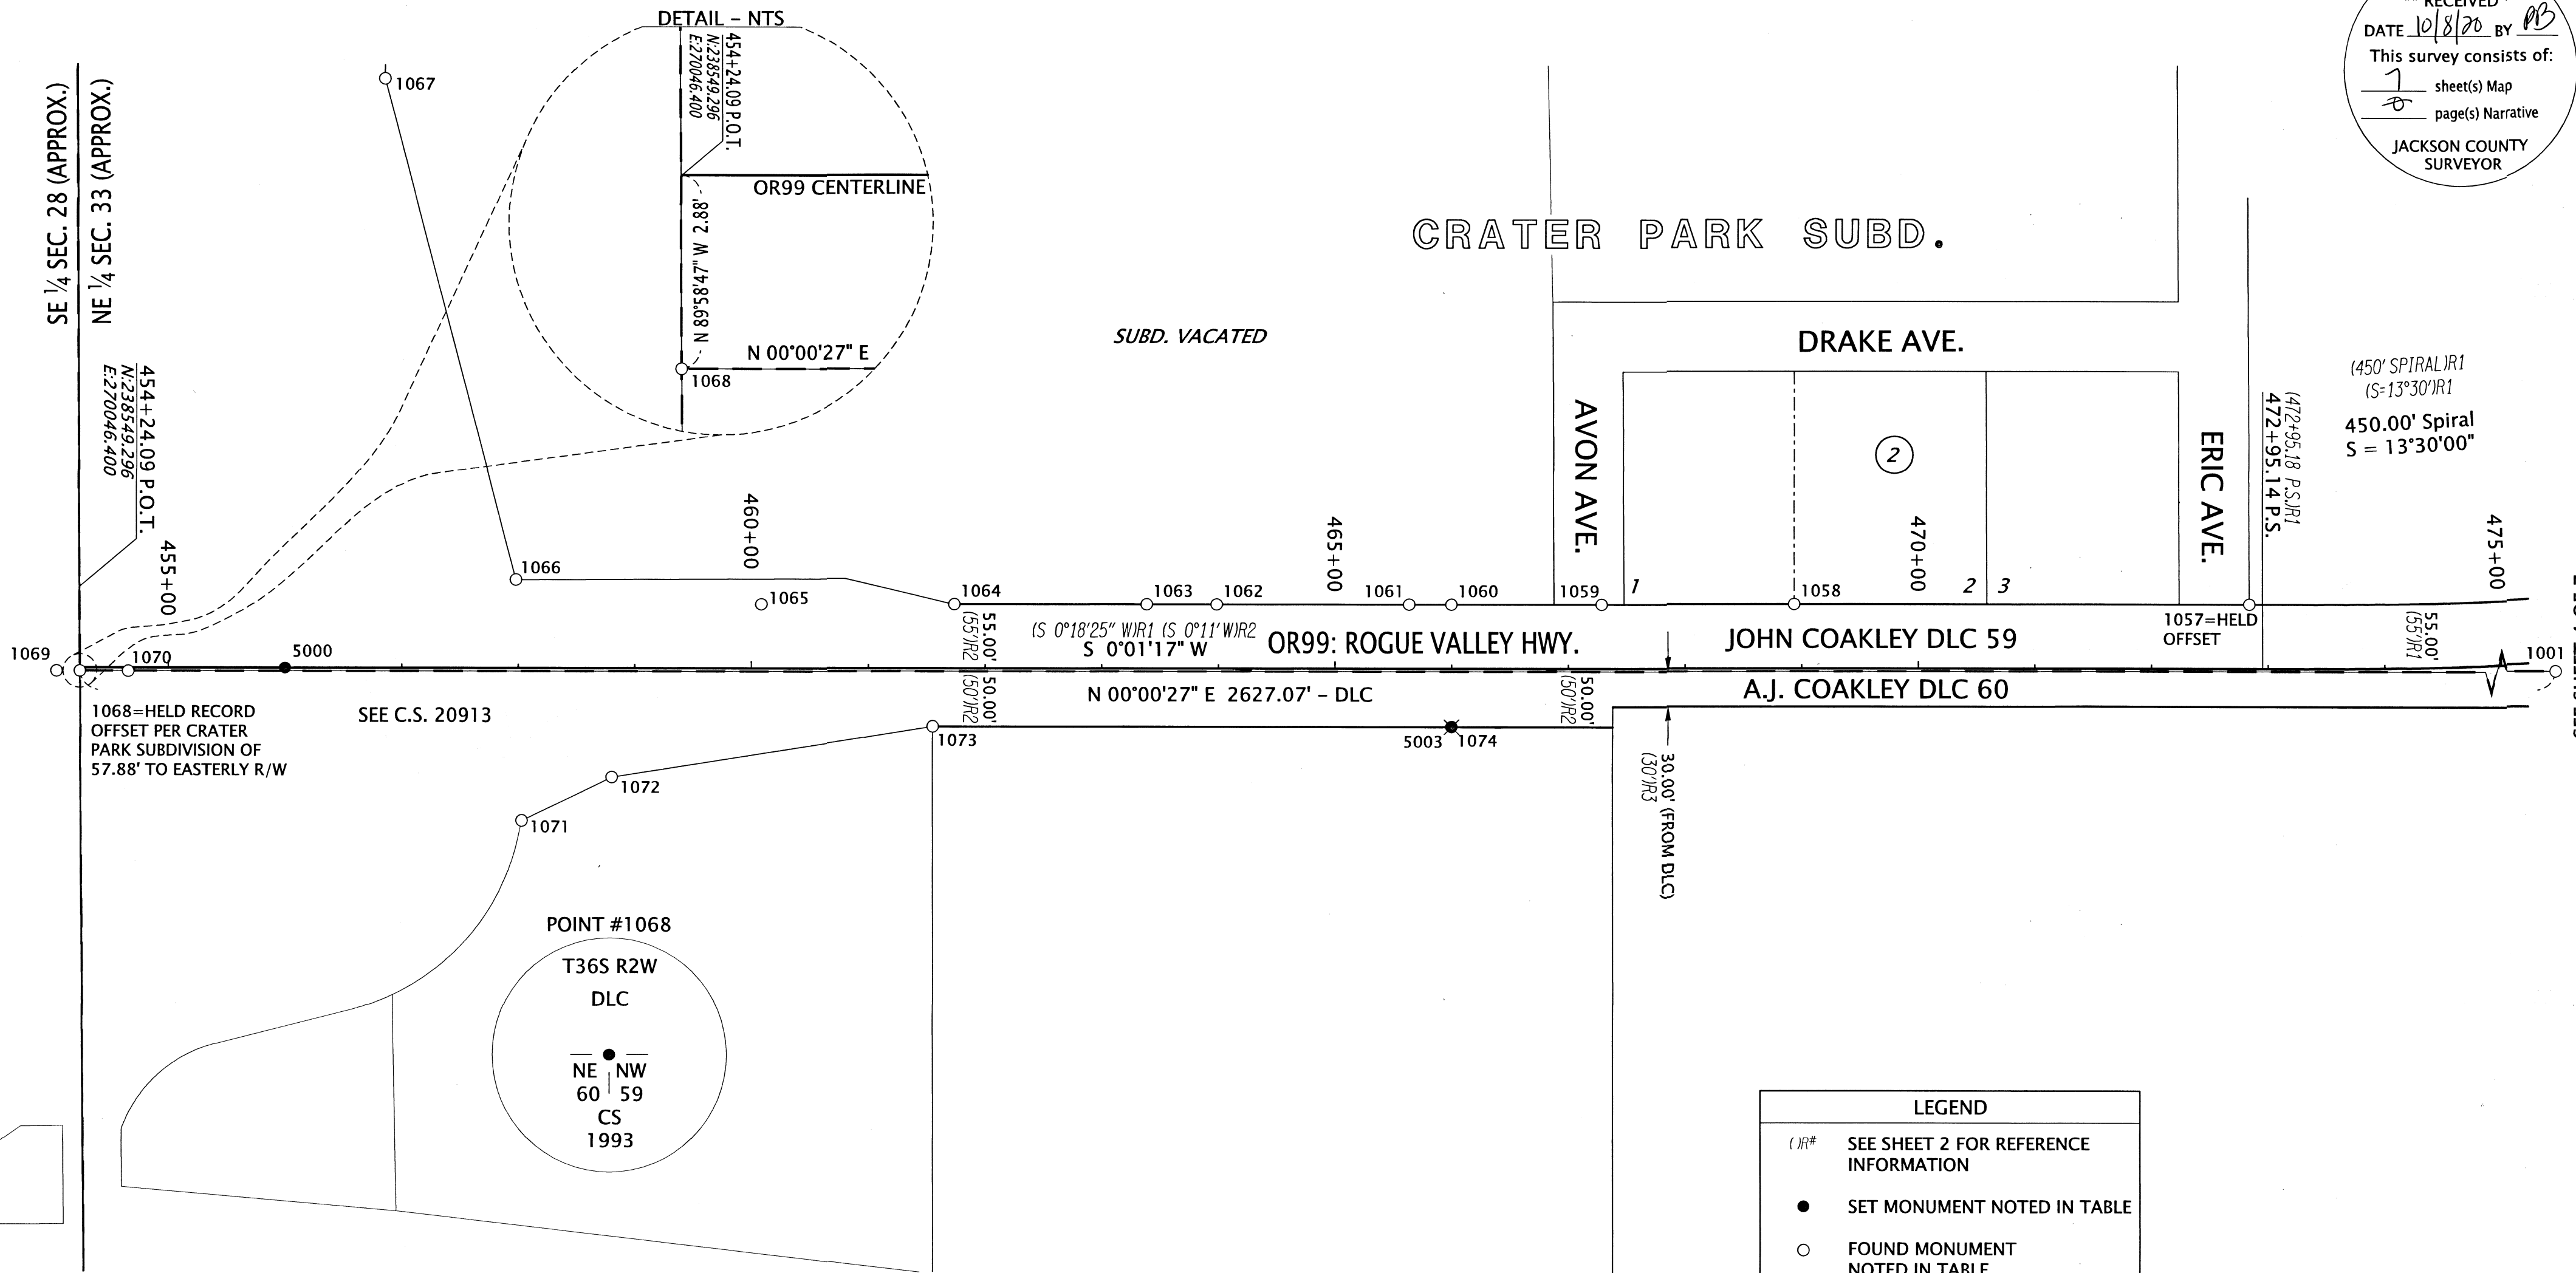 DETAIL – NTS
454+24.09 P.O.T.
N:238549.296
E:270046.400
OR99 CENTERLINE
N 89°58'47" W 2.88'
N 00°00'27" E
1068
RECEIVED
DATE 10/8/20 BY
This survey consists of:
7 sheet(s) Map
0 page(s) Narrative
JACKSON COUNTY
SURVEYOR
SE ¼ SEC. 28 (APPROX.)
NE ¼ SEC. 33 (APPROX.)
1067
CRATER PARK SUBD.
SUBD. VACATED
DRAKE AVE.
AVON AVE.
ERIC AVE.
2
(450' SPIRAL)R1
(S=13°30')R1
450.00' Spiral
S = 13°30'00"
(472+95.18 P.S.)R1
472+95.14 P.S.
454+24.09 P.O.T.
N:238549.296
E:270046.400
455+00
460+00
465+00
470+00
475+00
1066
1065
1064
1063
1062
1061
1060
1059
1
1058
2
3
1057=HELD
OFFSET
55.00'
(55')R2
(S 0°18'25" W)R1 (S 0°11'W)R2
S 0°01'17" W
OR99: ROGUE VALLEY HWY.
JOHN COAKLEY DLC 59
55.00'
(55')R1
1069
1070
5000
1001
N 00°00'27" E 2627.07' – DLC
A.J. COAKLEY DLC 60
50.00'
(50')R2
50.00'
(50')R2
1068=HELD RECORD
OFFSET PER CRATER
PARK SUBDIVISION OF
57.88' TO EASTERLY R/W
SEE C.S. 20913
1073
5003
1074
1072
1071
30.00' (FROM DLC)
(30')R3
POINT #1068
T36S R2W
DLC
NE NW
60 59
CS
1993
LEGEND
( )R# SEE SHEET 2 FOR REFERENCE
INFORMATION
SET MONUMENT NOTED IN TABLE
FOUND MONUMENT
NOTED IN TABLE